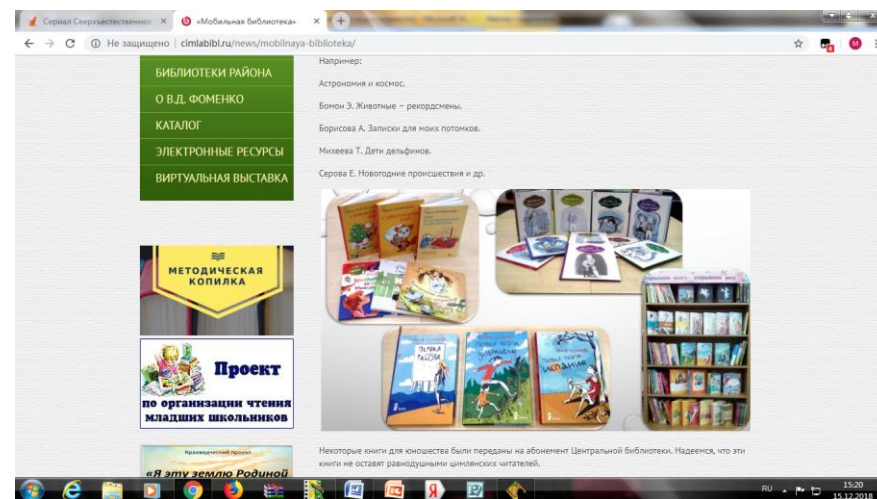 Сериал Сверхъестественно
«Мобильная библиотека»
Не защищено | cimlabibl.ru/news/mobilnaya-biblioteka/
БИБЛИОТЕКИ РАЙОНА
О В.Д. ФОМЕНКО
КАТАЛОГ
ЭЛЕКТРОННЫЕ РЕСУРСЫ
ВИРТУАЛЬНАЯ ВЫСТАВКА
МЕТОДИЧЕСКАЯ
КОПИЛКА
Проект
по организации чтения
младших школьников
Краеведческий проект
«Я эту землю Родиной
Например:
Астрономия и космос.
Бомон Э. Животные – рекордсмены.
Борисова А. Записки для моих потомков.
Михеева Т. Дети дельфинов.
Серова Е. Новогодние происшествия и др.
Некоторые книги для юношества были переданы на абонемент Центральной библиотеки. Надеемся, что эти
книги не оставят равнодушными цимлянских читателей.
RU
15:20
15.12.2018